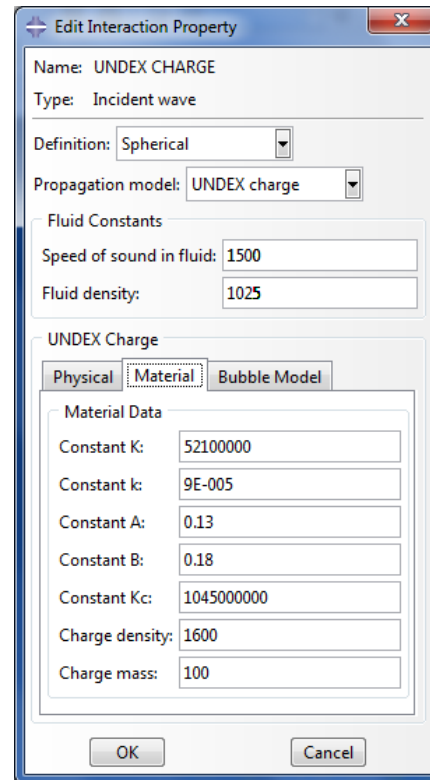 Edit Interaction Property
Name: UNDEX CHARGE
Type: Incident wave
Definition: Spherical
Propagation model: UNDEX charge
Fluid Constants
Speed of sound in fluid: 1500
Fluid density: 1025
UNDEX Charge
Physical Material Bubble Model
Material Data
Constant K: 52100000
Constant k: 9E-005
Constant A: 0.13
Constant B: 0.18
Constant Kc: 1045000000
Charge density: 1600
Charge mass: 100
OK Cancel